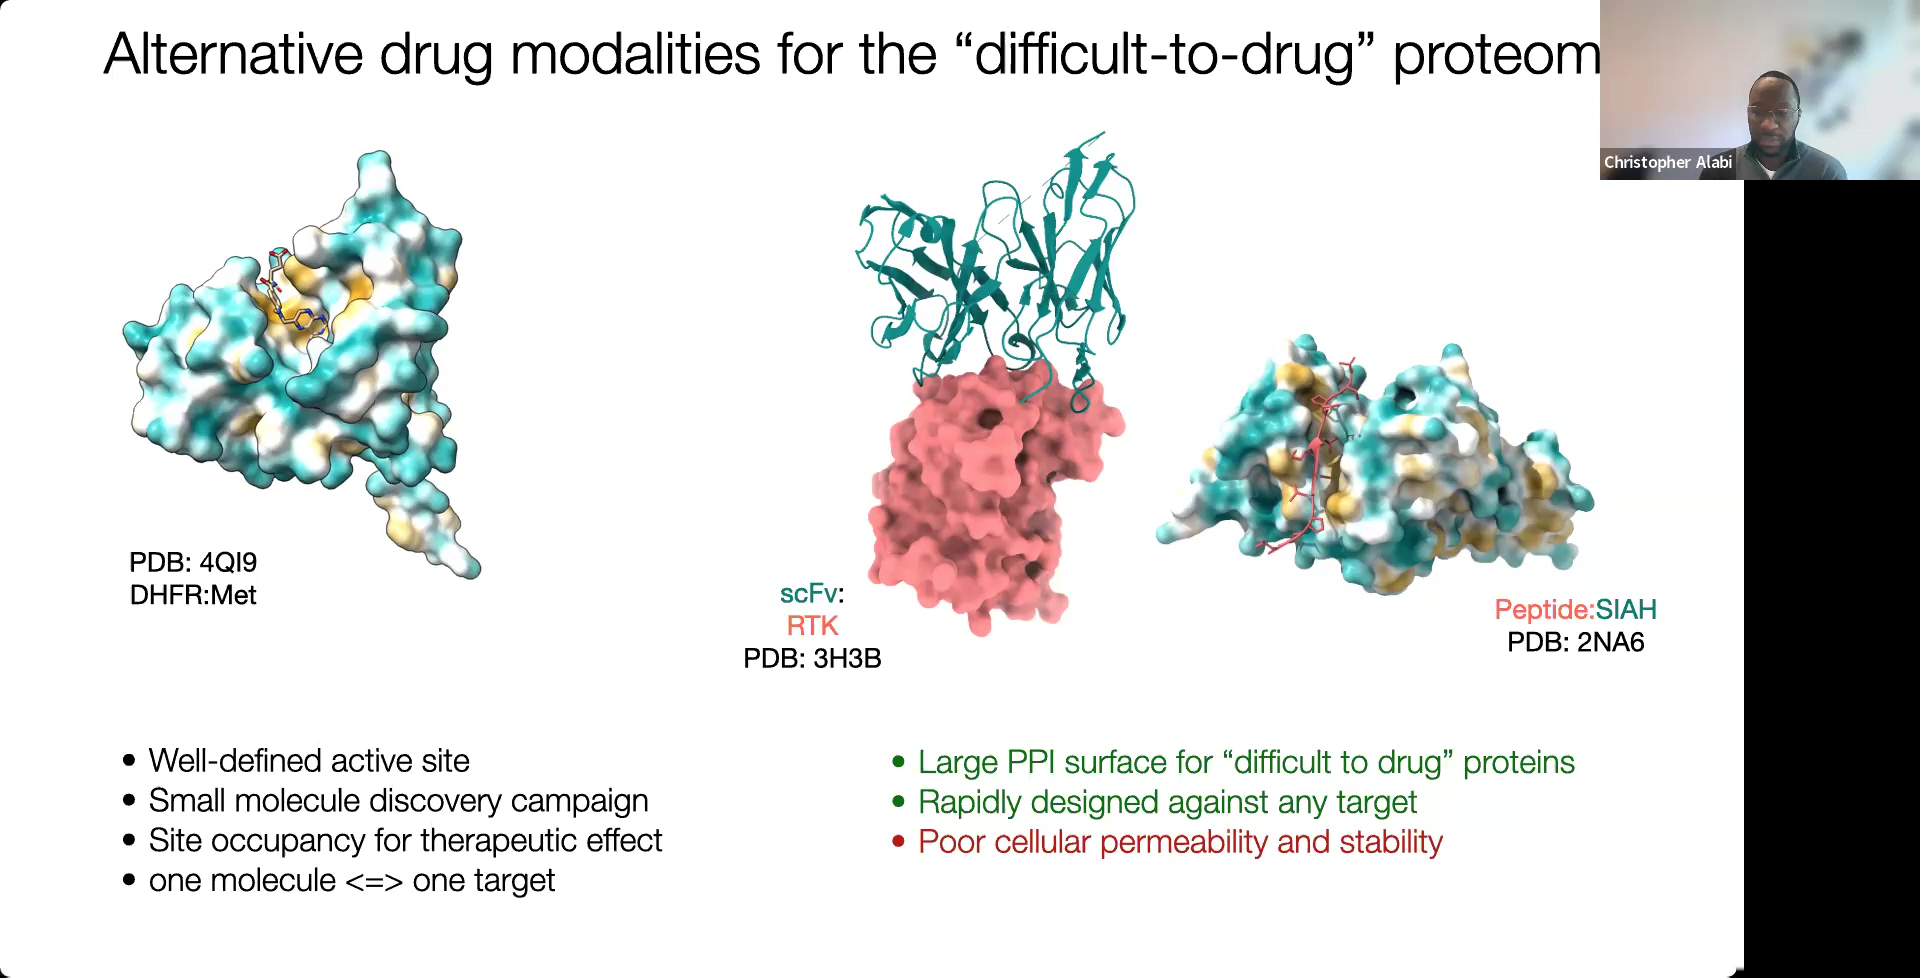 Alternative drug modalities for the “difficult-to-drug” proteom
Christopher Alabi
PDB: 4QI9
DHFR:Met
scFv:
RTK
PDB: 3H3B
Peptide:SIAH
PDB: 2NA6
• Well-defined active site
• Small molecule discovery campaign
• Site occupancy for therapeutic effect
• one molecule <=> one target
• Large PPI surface for “difficult to drug” proteins
• Rapidly designed against any target
• Poor cellular permeability and stability